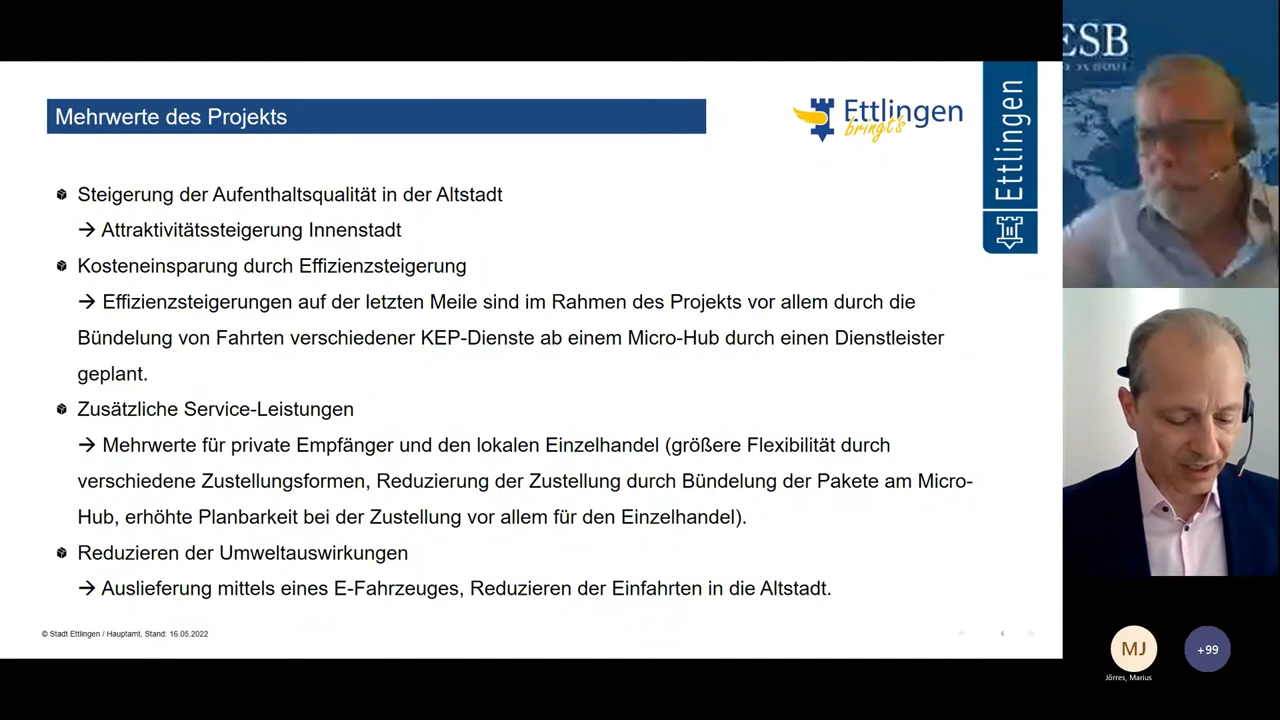 Mehrwerte des Projekts
Ettlingen
bringt's
Ettlingen
Steigerung der Aufenthaltsqualität in der Altstadt
→ Attraktivitätssteigerung Innenstadt
Kosteneinsparung durch Effizienzsteigerung
→ Effizienzsteigerungen auf der letzten Meile sind im Rahmen des Projekts vor allem durch die
Bündelung von Fahrten verschiedener KEP-Dienste ab einem Micro-Hub durch einen Dienstleister
geplant.
Zusätzliche Service-Leistungen
→ Mehrwerte für private Empfänger und den lokalen Einzelhandel (größere Flexibilität durch
verschiedene Zustellungsformen, Reduzierung der Zustellung durch Bündelung der Pakete am Micro-
Hub, erhöhte Planbarkeit bei der Zustellung vor allem für den Einzelhandel).
Reduzieren der Umweltauswirkungen
→ Auslieferung mittels eines E-Fahrzeuges, Reduzieren der Einfahrten in die Altstadt.
© Stadt Ettlingen / Hauptamt, Stand: 16.05.2022
4
ESB
MJ
+99
Jörres, Marius